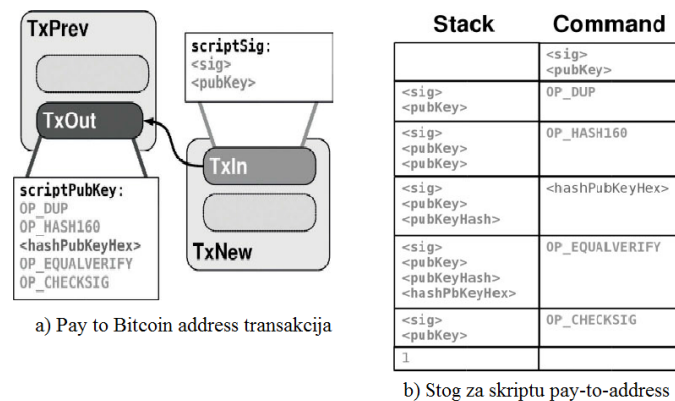 TxPrev
TxOut
scriptPubKey:
OP_DUP
OP_HASH160
<hashPubKeyHex>
OP_EQUALVERIFY
OP_CHECKSIG
scriptSig:
<sig>
<pubKey>
TxIn
TxNew
a) Pay to Bitcoin address transakcija
Stack Command
<sig>
<pubKey>
<sig> OP_DUP
<pubKey>
<sig> OP_HASH160
<pubKey>
<pubKey>
<sig> <hashPubKeyHex>
<pubKey>
<pubKeyHash>
<sig> OP_EQUALVERIFY
<pubKey>
<pubKeyHash>
<hashPbKeyHex>
<sig> OP_CHECKSIG
<pubKey>
1
b) Stog za skriptu pay-to-address